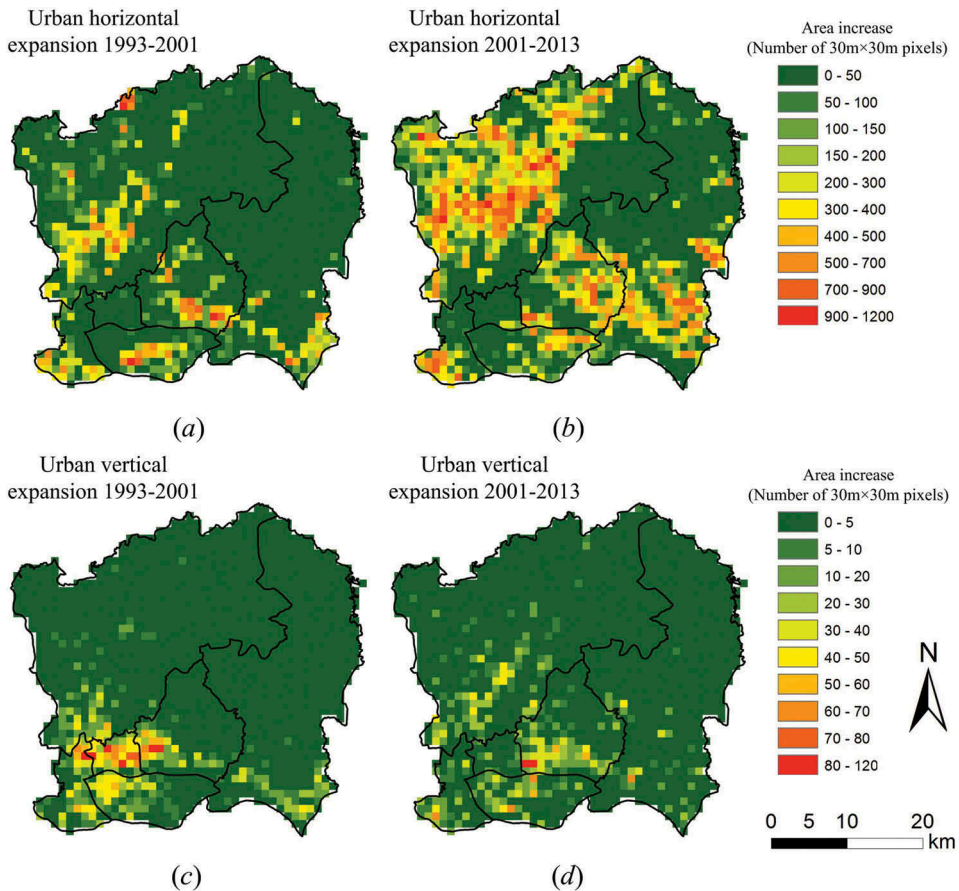 Urban horizontal
expansion 1993-2001
Urban horizontal
expansion 2001-2013
Area increase
(Number of 30m×30m pixels)
0 - 50
50 - 100
100 - 150
150 - 200
200 - 300
300 - 400
400 - 500
500 - 700
700 - 900
900 - 1200
(a)
(b)
Urban vertical
expansion 1993-2001
Urban vertical
expansion 2001-2013
Area increase
(Number of 30m×30m pixels)
0 - 5
5 - 10
10 - 20
20 - 30
30 - 40
40 - 50
50 - 60
60 - 70
70 - 80
80 - 120
N
0 5 10 20
km
(c)
(d)